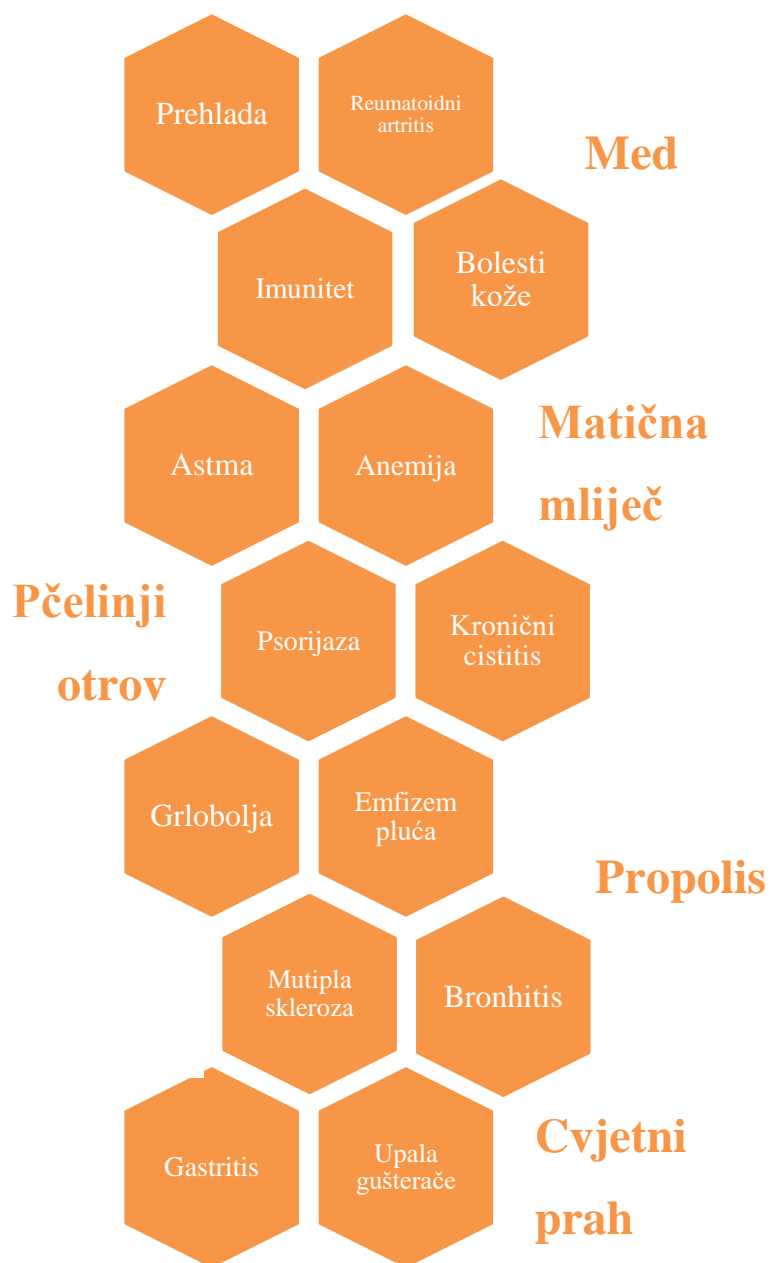 Prehlada
Reumatoidni
artritis
Med
Imunitet
Bolesti
kože
Astma
Anemija
Matična
mliječ
Pčelinji
otrov
Psorijaza
Kronični
cistitis
Grlobolja
Emfizem
pluća
Propolis
Mutipla
skleroza
Bronhitis
Gastritis
Upala
gušterače
Cvjetni
prah